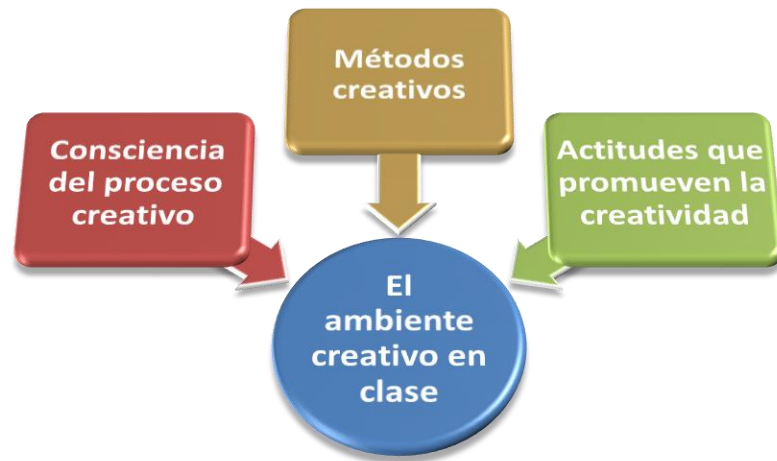 Métodos
creativos
Consciencia
del proceso
creativo
Actitudes que
promueven la
creatividad
El
ambiente
creativo en
clase